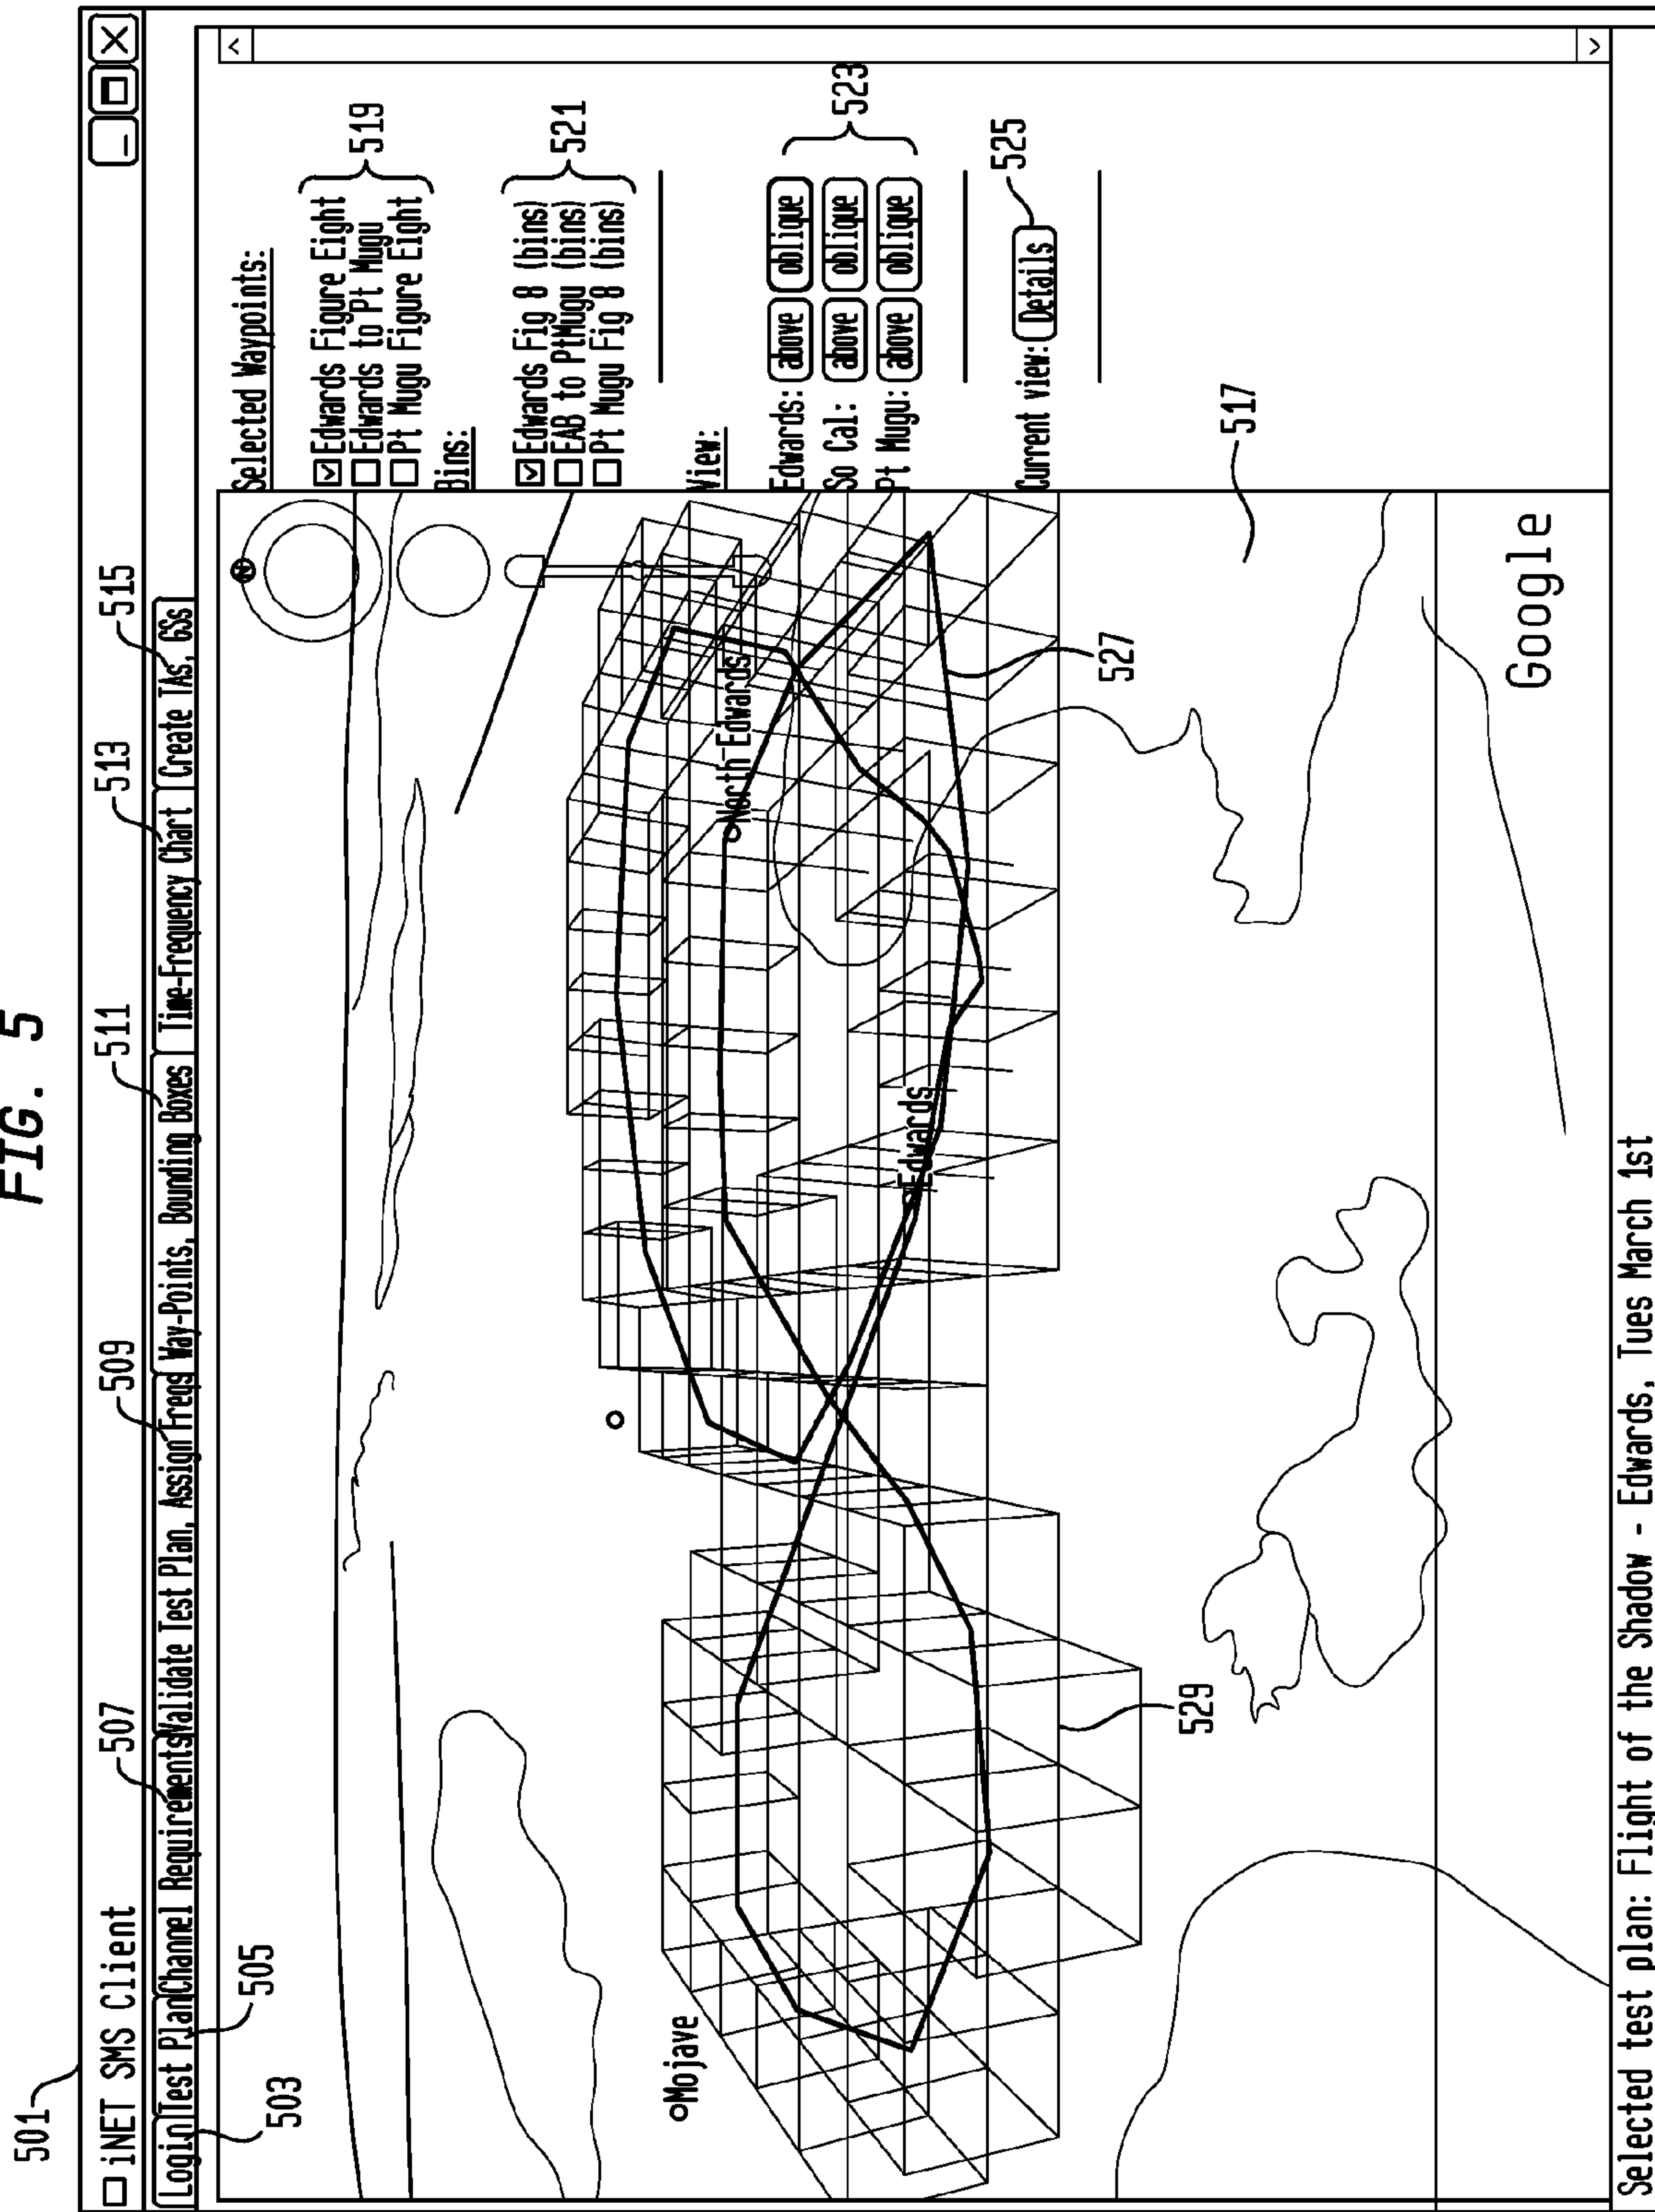 FIG. 5
501
iNET SMS Client
503
505
507
509
511
513
515
Login
Test Plan
Channel Requirements
Validate Test Plan, Assign Freqs
Way-Points, Bounding Boxes
Time-Frequency Chart
Create TAs, GSs
N
Mojave
North Edwards
Edwards
527
529
517
Google
Selected Waypoints:
Edwards Figure Eight
Edwards to Pt Mugu
Pt Mugu Figure Eight
519
Bins:
Edwards Fig 8 (bins)
EAB to PtMugu (bins)
Pt Mugu Fig 8 (bins)
521
View:
Edwards: above oblique
So Cal: above oblique
Pt Mugu: above oblique
523
Current view: Details
525
Selected test plan: Flight of the Shadow - Edwards, Tues March 1st